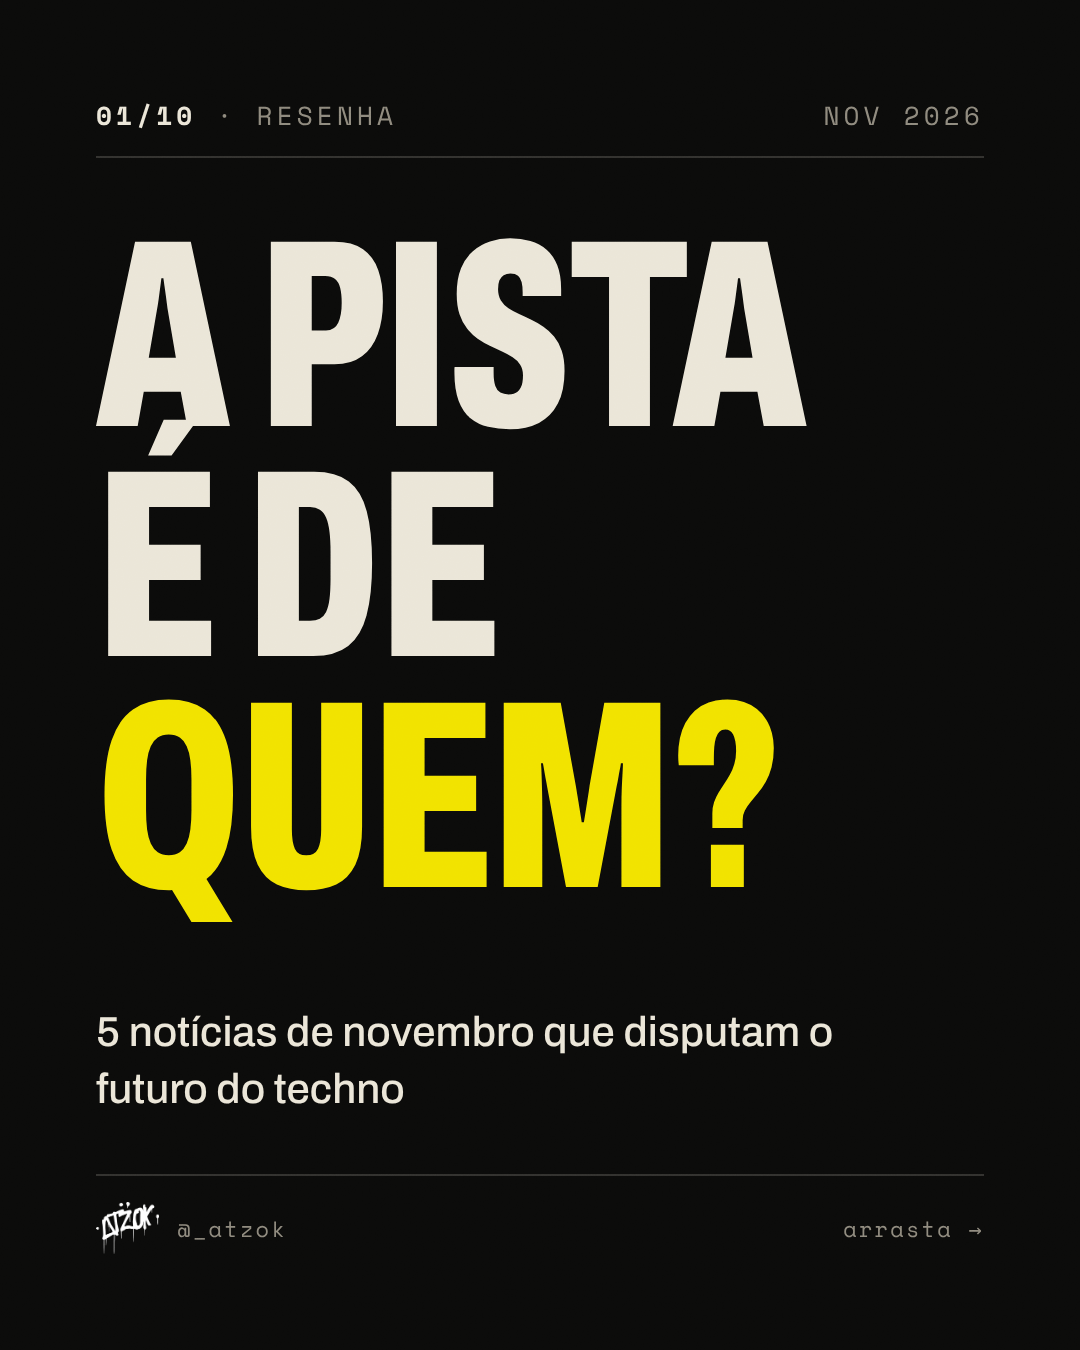 01/10 · RESENHA NOV 2026
A PISTA
É DE
QUEM?
5 notícias de novembro que disputam o
futuro do techno
ATZÖK @_atzok arrasta →